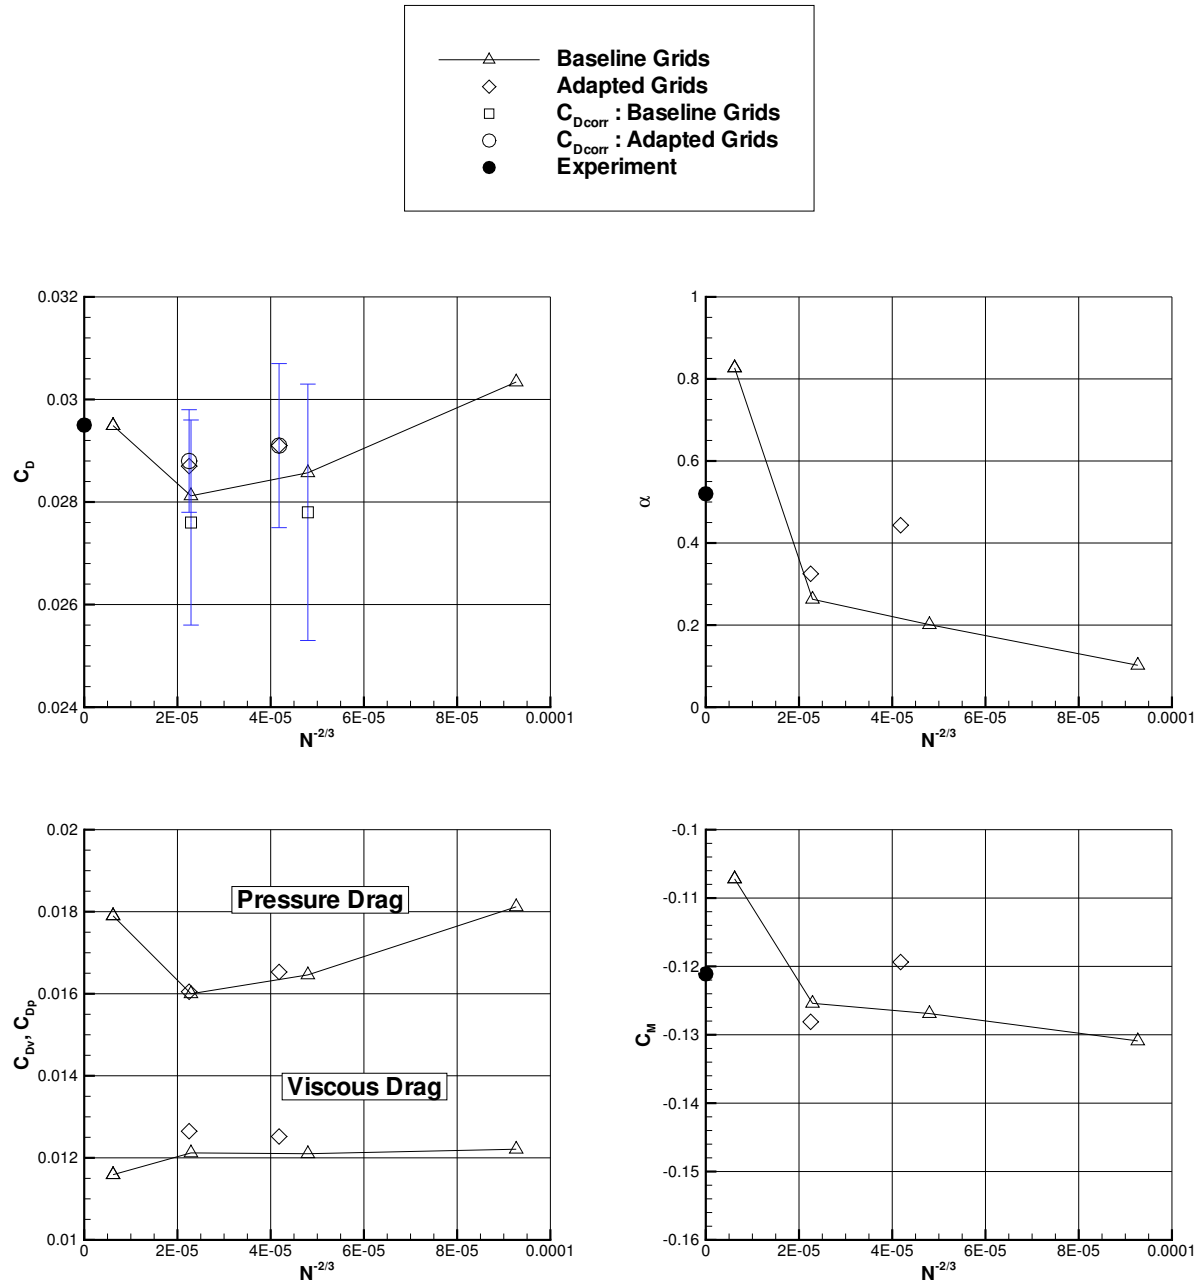 Baseline Grids
Adapted Grids
C_Dcorr : Baseline Grids
C_Dcorr : Adapted Grids
Experiment
0.032
0.03
0.028
0.026
0.024
C_D
0 2E-05 4E-05 6E-05 8E-05 0.0001
N^-2/3
1
0.8
0.6
0.4
0.2
0
α
0 2E-05 4E-05 6E-05 8E-05 0.0001
N^-2/3
0.02
0.018
0.016
0.014
0.012
0.01
C_Dv, C_Dp
Pressure Drag
Viscous Drag
0 2E-05 4E-05 6E-05 8E-05 0.0001
N^-2/3
-0.1
-0.11
-0.12
-0.13
-0.14
-0.15
-0.16
C_M
0 2E-05 4E-05 6E-05 8E-05 0.0001
N^-2/3